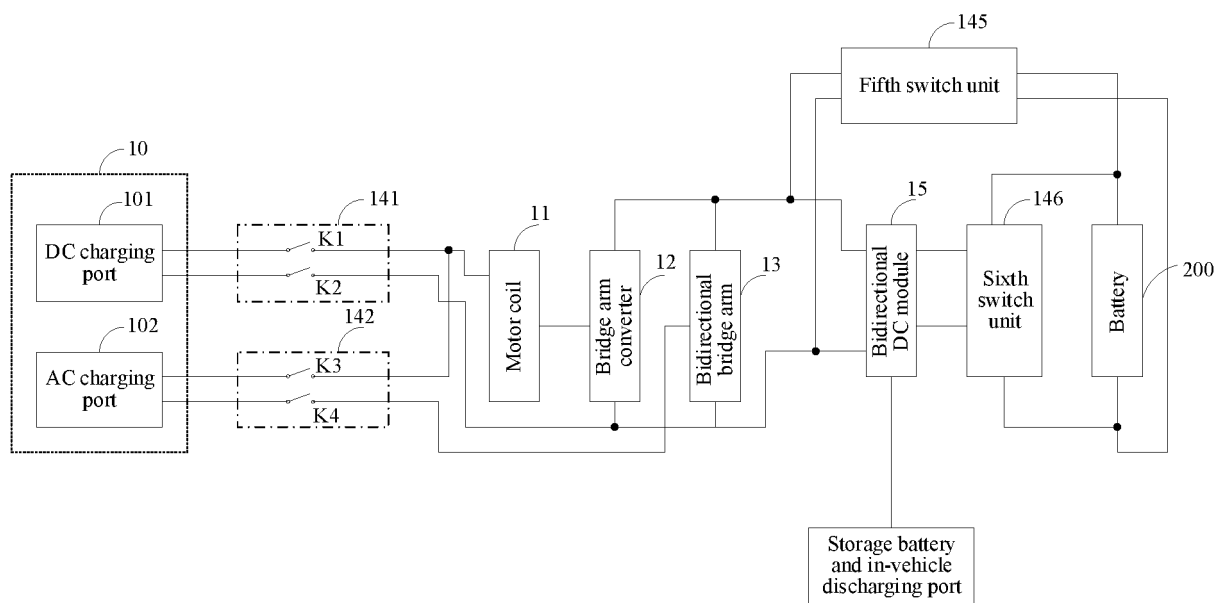 145
Fifth switch unit
10
101
DC charging
port
141
K1
K2
102
AC charging
port
142
K3
K4
11
Motor coil
12
Bridge arm
converter
13
Bidirectional
bridge arm
15
Bidirectional
DC module
146
Sixth
switch
unit
Battery
200
Storage battery
and in-vehicle
discharging port